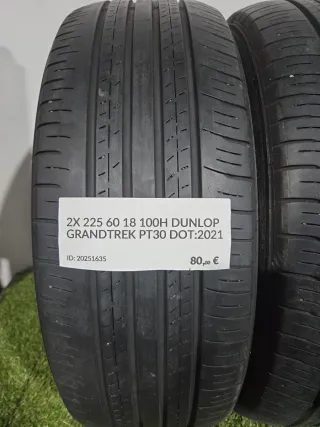 2X 225 60 18 100H DUNLOP
GRANDTREK PT30 DOT:2021
ID: 20251635
80,00 €